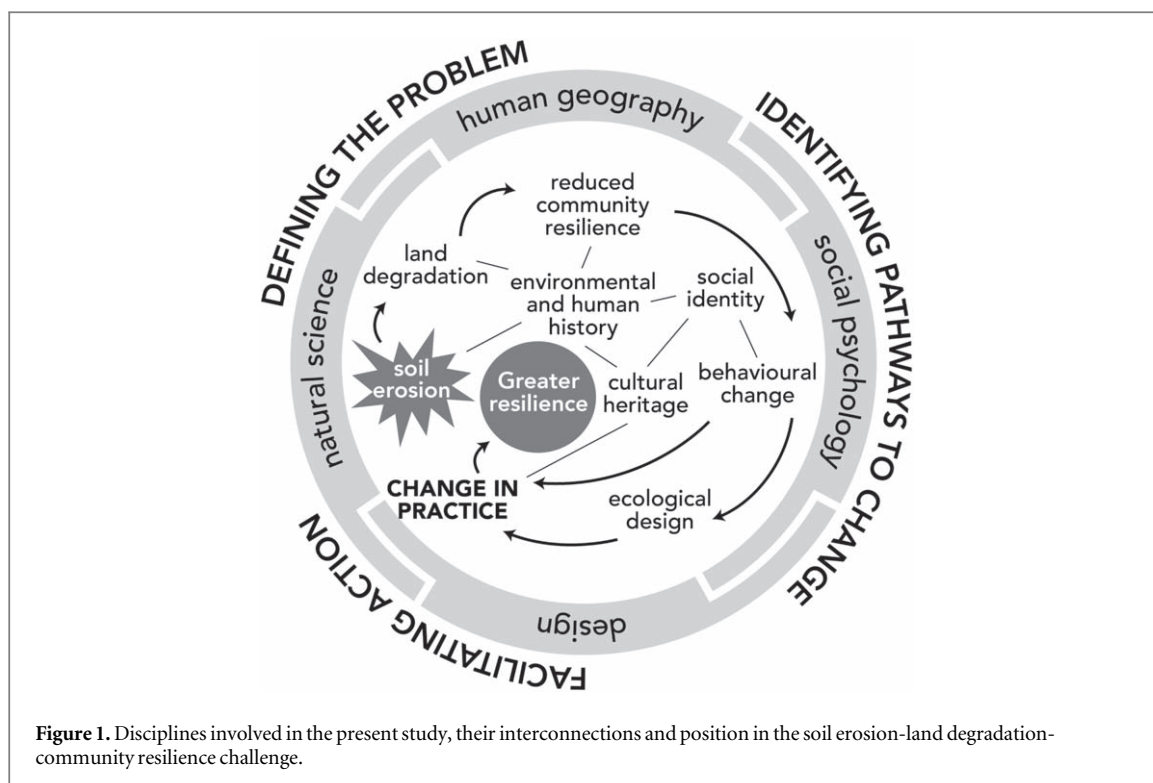 DEFINING THE PROBLEM
IDENTIFYING PATHWAYS TO CHANGE
FACILITATING ACTION
human geography
social psychology
design
natural science
reduced
community
resilience
land
degradation
environmental
and human
history
social
identity
soil
erosion
Greater
resilience
cultural
heritage
behavioural
change
CHANGE IN
PRACTICE
ecological
design
Figure 1. Disciplines involved in the present study, their interconnections and position in the soil erosion-land degradation-
community resilience challenge.